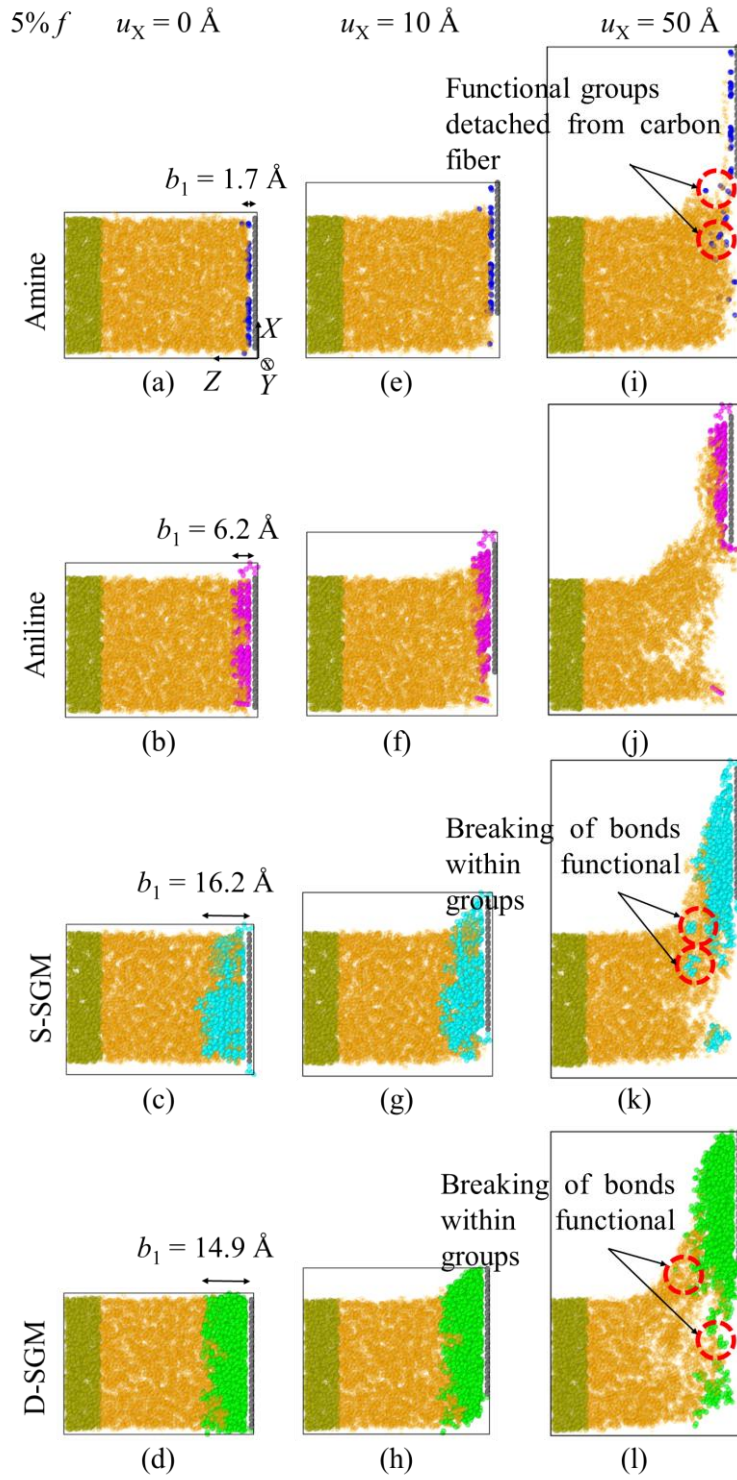 5% f u_X = 0 Å u_X = 10 Å u_X = 50 Å
Functional groups
detached from carbon
fiber
b_1 = 1.7 Å
Amine
X
Z
Y
(a) (e) (i)
b_1 = 6.2 Å
Aniline
(b) (f) (j)
Breaking of bonds
within functional
groups
b_1 = 16.2 Å
S-SGM
(c) (g) (k)
Breaking of bonds
within functional
groups
b_1 = 14.9 Å
D-SGM
(d) (h) (l)